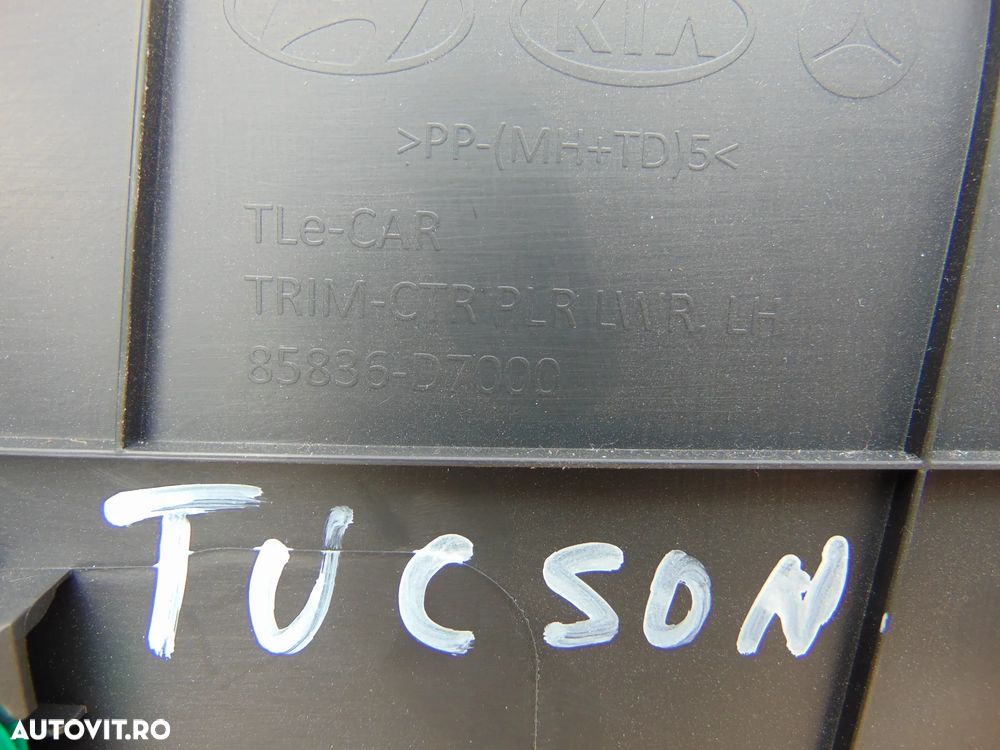 KIA
>PP-(MH+TD)5<
TLe-CAR
TRIM-CTR PLR LWR. LH
85836-D7000
TUCSON
AUTOVIT.RO